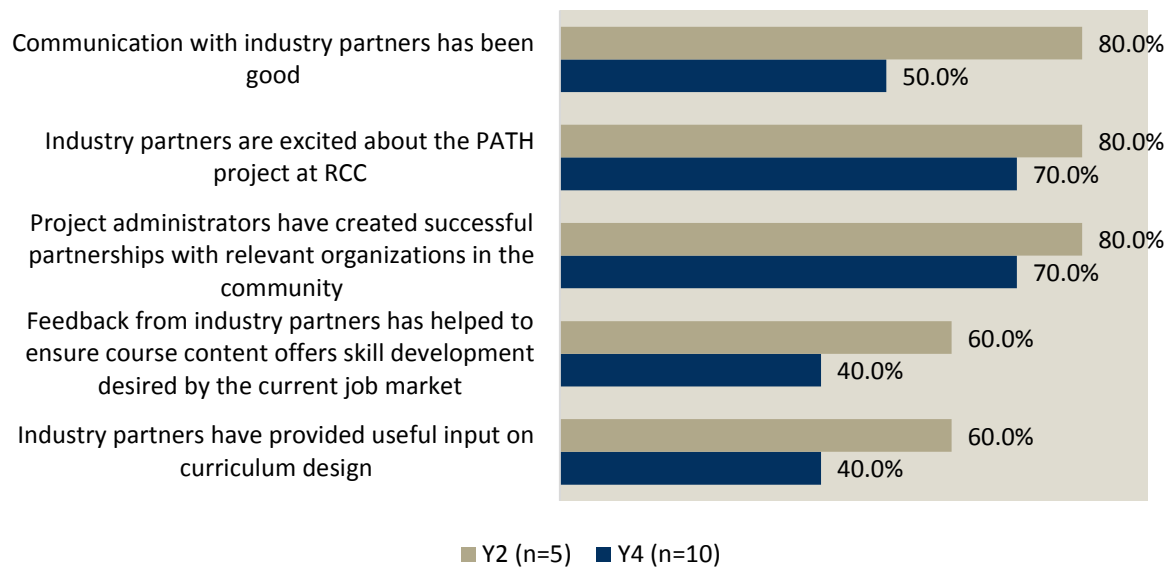 Communication with industry partners has been
good
80.0%
50.0%
Industry partners are excited about the PATH
project at RCC
80.0%
70.0%
Project administrators have created successful
partnerships with relevant organizations in the
community
80.0%
70.0%
Feedback from industry partners has helped to
ensure course content offers skill development
desired by the current job market
60.0%
40.0%
Industry partners have provided useful input on
curriculum design
60.0%
40.0%
Y2 (n=5) Y4 (n=10)